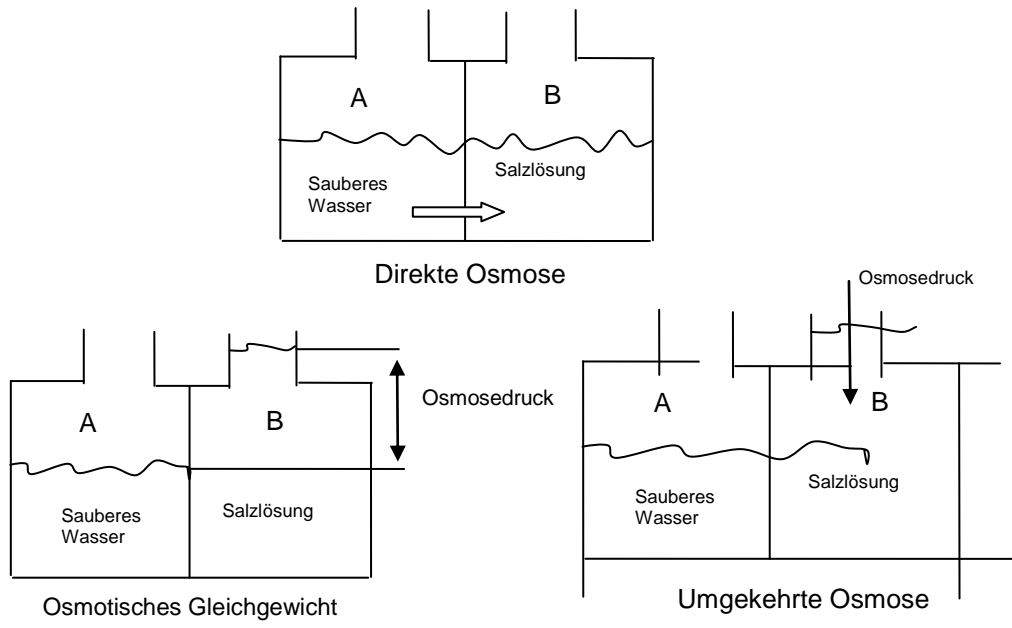 A
B
Sauberes
Wasser
Salzlösung
Direkte Osmose
A
B
Osmosedruck
Sauberes
Wasser
Salzlösung
Osmotisches Gleichgewicht
Osmosedruck
A
B
Sauberes
Wasser
Salzlösung
Umgekehrte Osmose